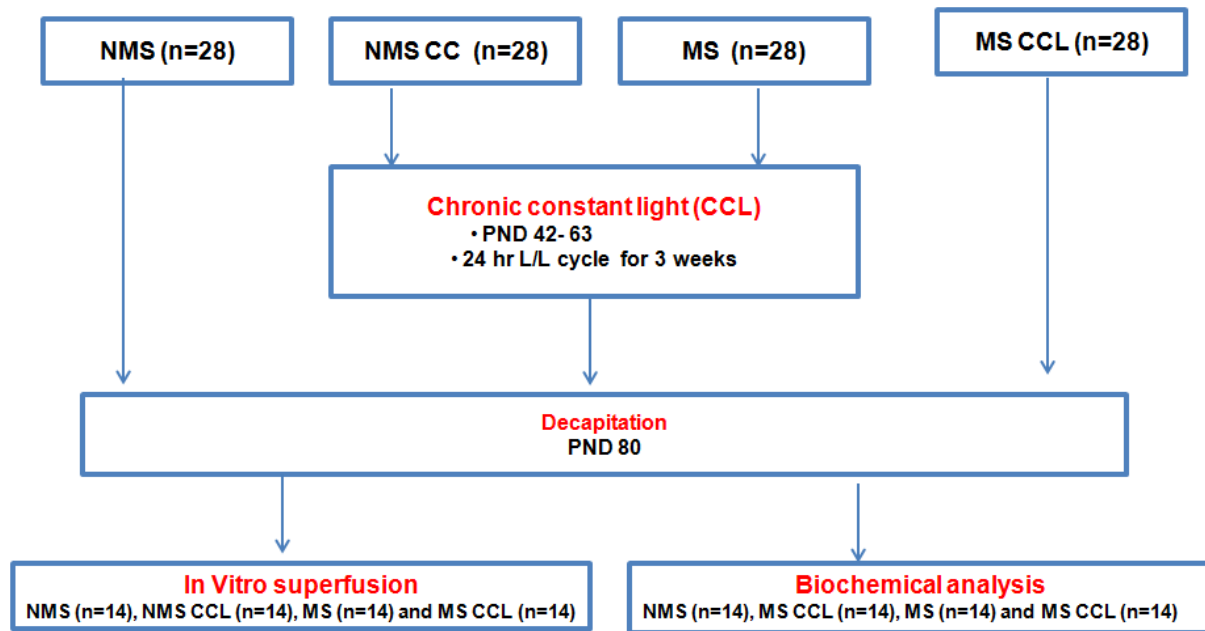 NMS (n=28)
NMS CC (n=28)
MS (n=28)
MS CCL (n=28)
Chronic constant light (CCL)
• PND 42- 63
• 24 hr L/L cycle for 3 weeks
Decapitation
PND 80
In Vitro superfusion
NMS (n=14), NMS CCL (n=14), MS (n=14) and MS CCL (n=14)
Biochemical analysis
NMS (n=14), MS CCL (n=14), MS (n=14) and MS CCL (n=14)